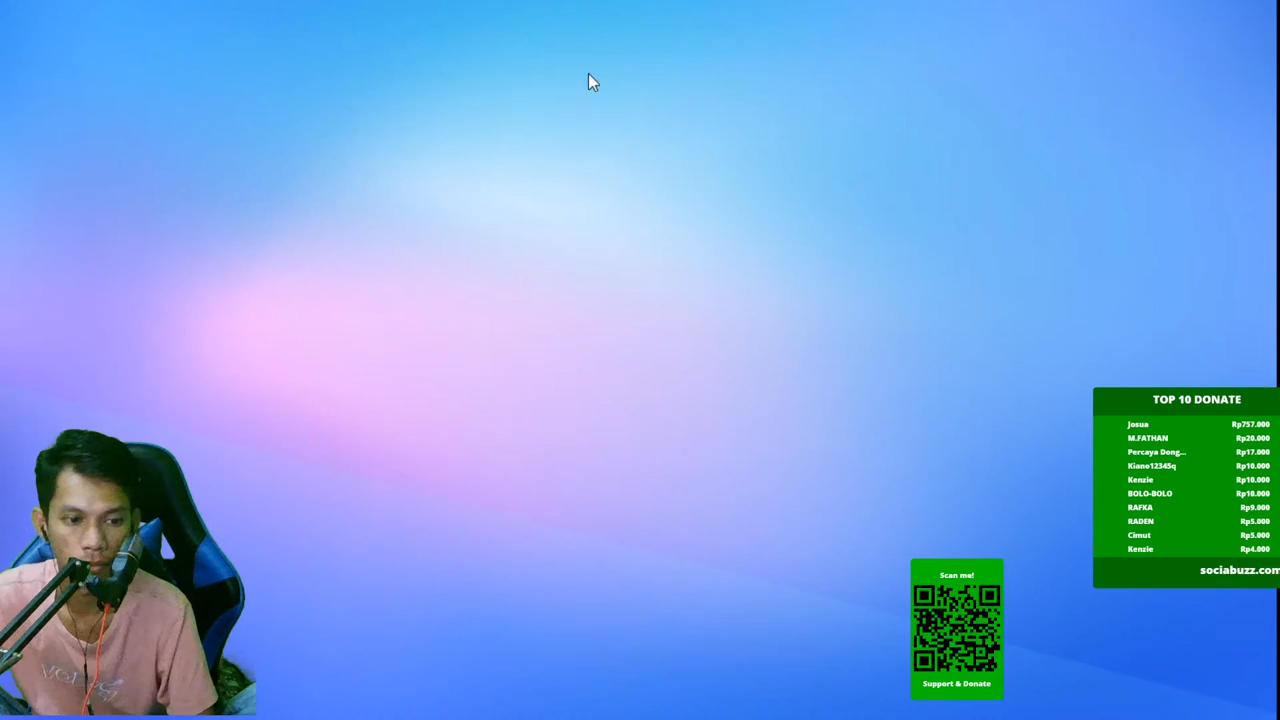 TOP 10 DONATE
Josua Rp757.000
M.FATHAN Rp20.000
Percaya Dong... Rp17.000
Kiano12345q Rp10.000
Kenzie Rp10.000
BOLO-BOLO Rp10.000
RAFKA Rp9.000
RADEN Rp5.000
Cimut Rp5.000
Kenzie Rp4.000
sociabuzz.com
Scan me!
Support & Donate